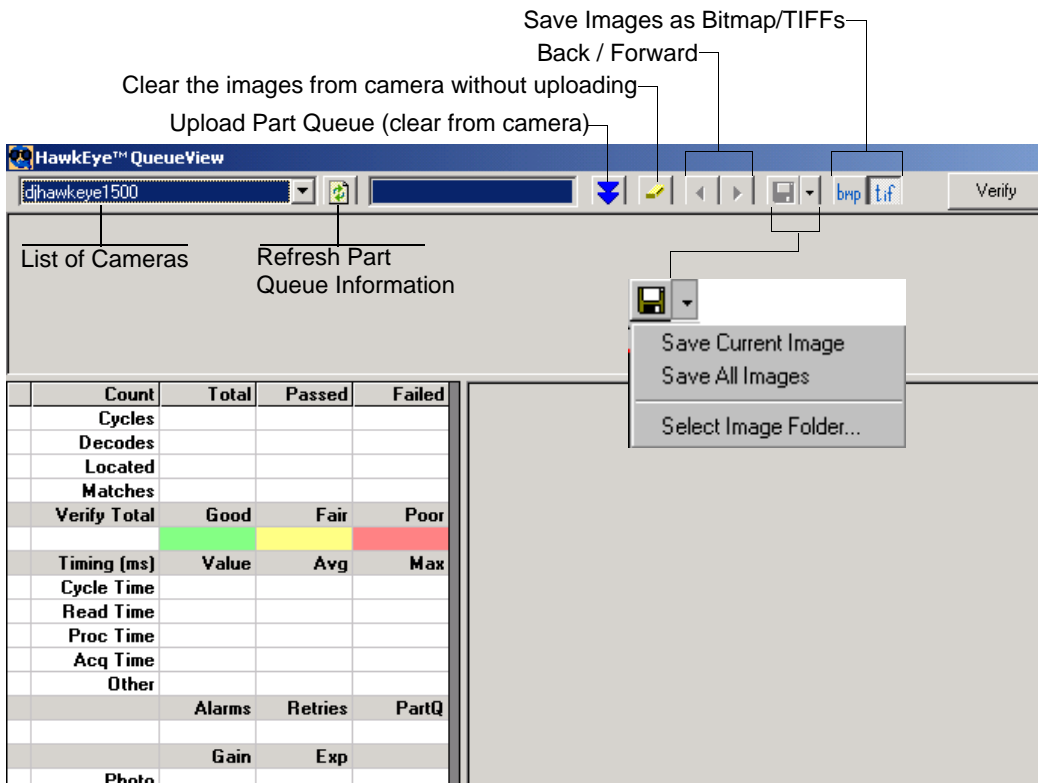 Save Images as Bitmap/TIFFs
Back / Forward
Clear the images from camera without uploading
Upload Part Queue (clear from camera)
HawkEye™ QueueView
djhawkeye1500
bmp tif Verify
List of Cameras
Refresh Part
Queue Information
Save Current Image
Save All Images
Select Image Folder...
Count Total Passed Failed
Cycles
Decodes
Located
Matches
Verify Total Good Fair Poor
Timing (ms) Value Avg Max
Cycle Time
Read Time
Proc Time
Acq Time
Other
Alarms Retries PartQ
Gain Exp
Photo